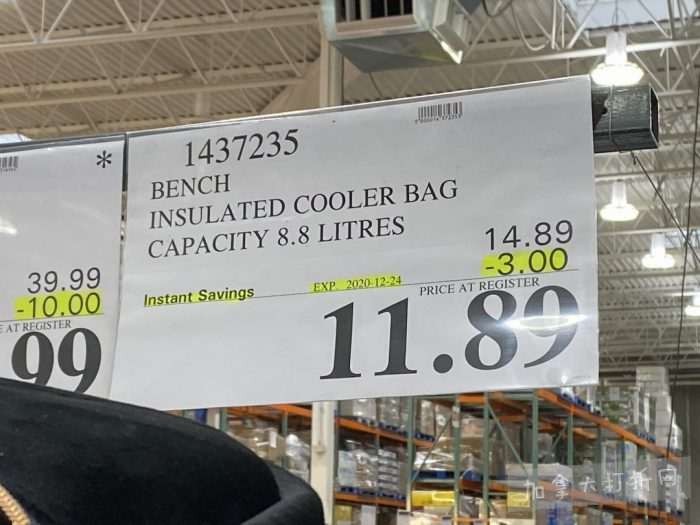 *
39.99
-10.00
E AT REGISTER
99
1437235
BENCH
INSULATED COOLER BAG
CAPACITY 8.8 LITRES
14.89
-3.00
Instant Savings
EXP. 2020-12-24
PRICE AT REGISTER
11.89
加拿大打折网